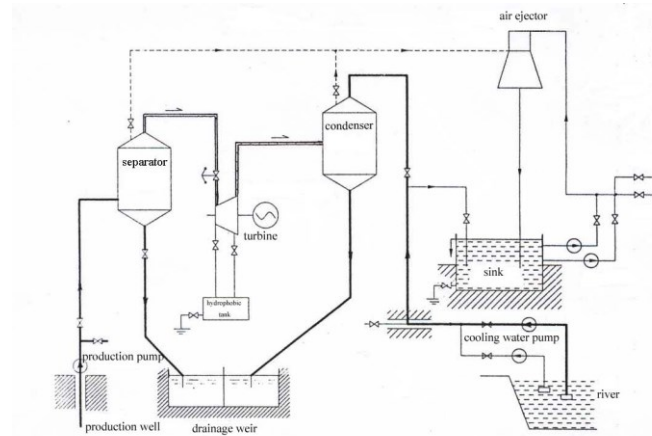 air ejector
condenser
separator
turbine
sink
hydrophobic
tank
cooling water pump
production pump
river
production well
drainage weir